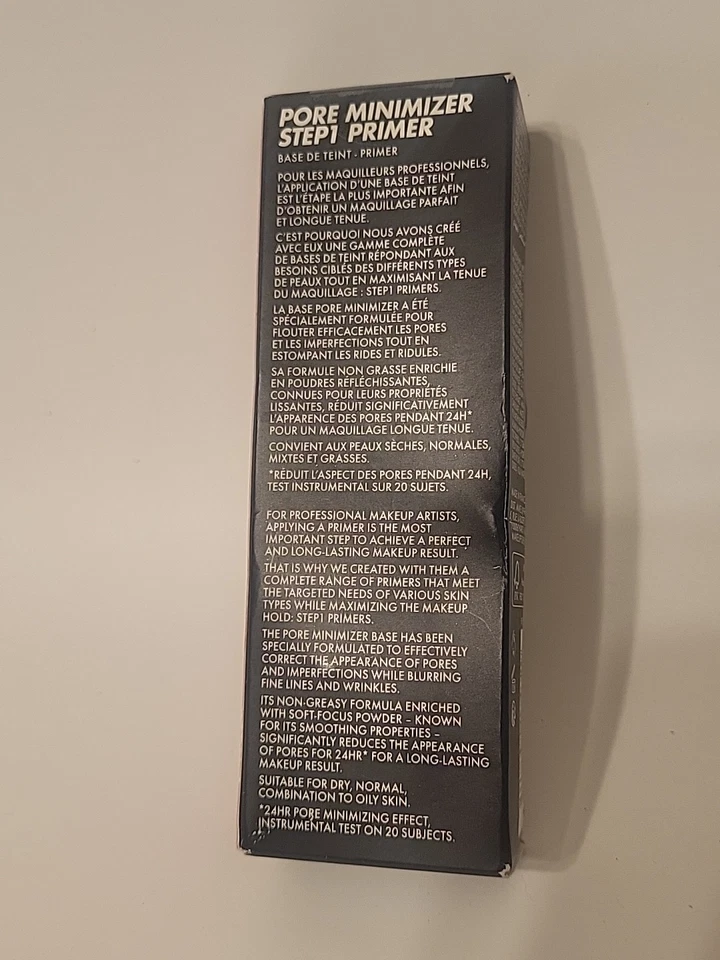 PORE MINIMIZER
STEP1 PRIMER
BASE DE TEINT - PRIMER
POUR LES MAQUILLEURS PROFESSIONNELS,
L'APPLICATION D'UNE BASE DE TEINT
EST L'ÉTAPE LA PLUS IMPORTANTE AFIN
D'OBTENIR UN MAQUILLAGE PARFAIT
ET LONGUE TENUE.
C'EST POURQUOI NOUS AVONS CRÉÉ
AVEC EUX UNE GAMME COMPLÈTE
DE BASES DE TEINT RÉPONDANT AUX
BESOINS CIBLÉS DES DIFFÉRENTS TYPES
DE PEAUX TOUT EN MAXIMISANT LA TENUE
DU MAQUILLAGE : STEP1 PRIMERS.
LA BASE PORE MINIMIZER A ÉTÉ
SPÉCIALEMENT FORMULÉE POUR
FLOUTER EFFICACEMENT LES PORES
ET LES IMPERFECTIONS TOUT EN
ESTOMPANT LES RIDES ET RIDULES.
SA FORMULE NON GRASSE ENRICHIE
EN POUDRES RÉFLÉCHISSANTES,
CONNUES POUR LEURS PROPRIÉTÉS
LISSANTES, RÉDUIT SIGNIFICATIVEMENT
L'APPARENCE DES PORES PENDANT 24H*
POUR UN MAQUILLAGE LONGUE TENUE.
CONVIENT AUX PEAUX SÈCHES, NORMALES,
MIXTES ET GRASSES.
*RÉDUIT L'ASPECT DES PORES PENDANT 24H,
TEST INSTRUMENTAL SUR 20 SUJETS.
FOR PROFESSIONAL MAKEUP ARTISTS,
APPLYING A PRIMER IS THE MOST
IMPORTANT STEP TO ACHIEVE A PERFECT
AND LONG-LASTING MAKEUP RESULT.
THAT IS WHY WE CREATED WITH THEM A
COMPLETE RANGE OF PRIMERS THAT MEET
THE TARGETED NEEDS OF VARIOUS SKIN
TYPES WHILE MAXIMIZING THE MAKEUP
HOLD: STEP1 PRIMERS.
THE PORE MINIMIZER BASE HAS BEEN
SPECIALLY FORMULATED TO EFFECTIVELY
CORRECT THE APPEARANCE OF PORES
AND IMPERFECTIONS WHILE BLURRING
FINE LINES AND WRINKLES.
ITS NON-GREASY FORMULA ENRICHED
WITH SOFT-FOCUS POWDER – KNOWN
FOR ITS SMOOTHING PROPERTIES –
SIGNIFICANTLY REDUCES THE APPEARANCE
OF PORES FOR 24HR* FOR A LONG-LASTING
MAKEUP RESULT.
SUITABLE FOR DRY, NORMAL,
COMBINATION TO OILY SKIN.
*24HR PORE MINIMIZING EFFECT,
INSTRUMENTAL TEST ON 20 SUBJECTS.